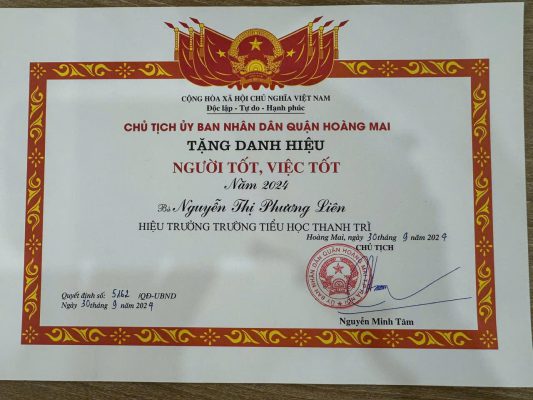 CỘNG HÒA XÃ HỘI CHỦ NGHĨA VIỆT NAM
Độc lập - Tự do - Hạnh phúc
CHỦ TỊCH ỦY BAN NHÂN DÂN QUẬN HOÀNG MAI
TẶNG DANH HIỆU
NGƯỜI TỐT, VIỆC TỐT
Năm 2024
Bà Nguyễn Thị Phương Liên
HIỆU TRƯỞNG TRƯỜNG TIỂU HỌC THANH TRÌ
Hoàng Mai, ngày 30 tháng 9 năm 2024
CHỦ TỊCH
Quyết định số: 5162 /QĐ-UBND
Ngày 30 tháng 9 năm 2024
Nguyễn Minh Tâm